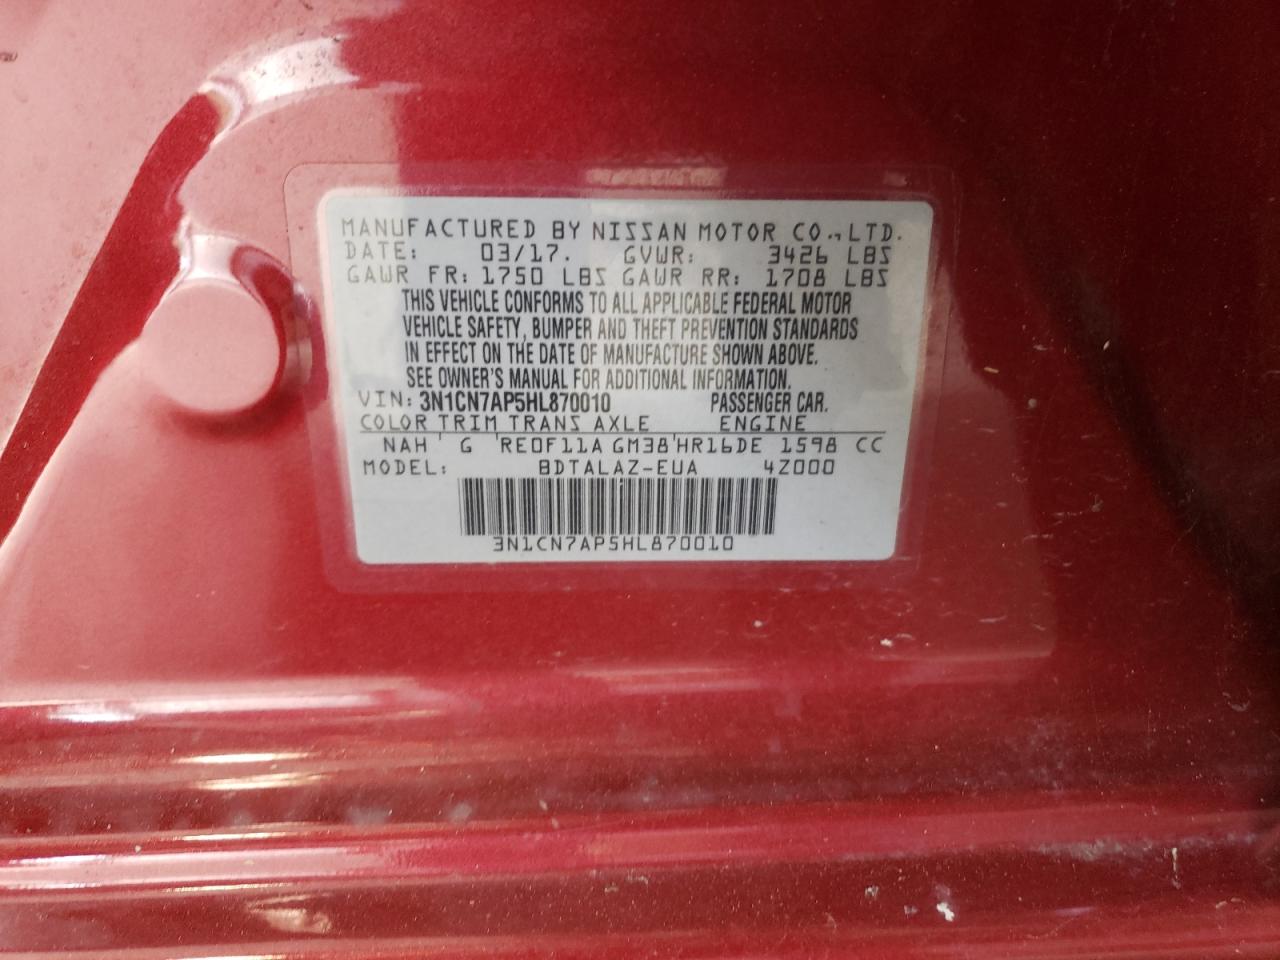 MANUFACTURED BY NISSAN MOTOR CO., LTD.
DATE: 03/17. GVWR: 3426 LBS
GAWR FR: 1750 LBS GAWR RR: 1708 LBS
THIS VEHICLE CONFORMS TO ALL APPLICABLE FEDERAL MOTOR
VEHICLE SAFETY, BUMPER AND THEFT PREVENTION STANDARDS
IN EFFECT ON THE DATE OF MANUFACTURE SHOWN ABOVE.
SEE OWNER'S MANUAL FOR ADDITIONAL INFORMATION.
VIN: 3N1CN7AP5HL870010 PASSENGER CAR.
COLOR TRIM TRANS AXLE ENGINE
NAH ' G 'RE0F11A GM38'HR16DE 1598 CC
MODEL: BDTALAZ-EUA 4Z000
3N1CN7AP5HL870010